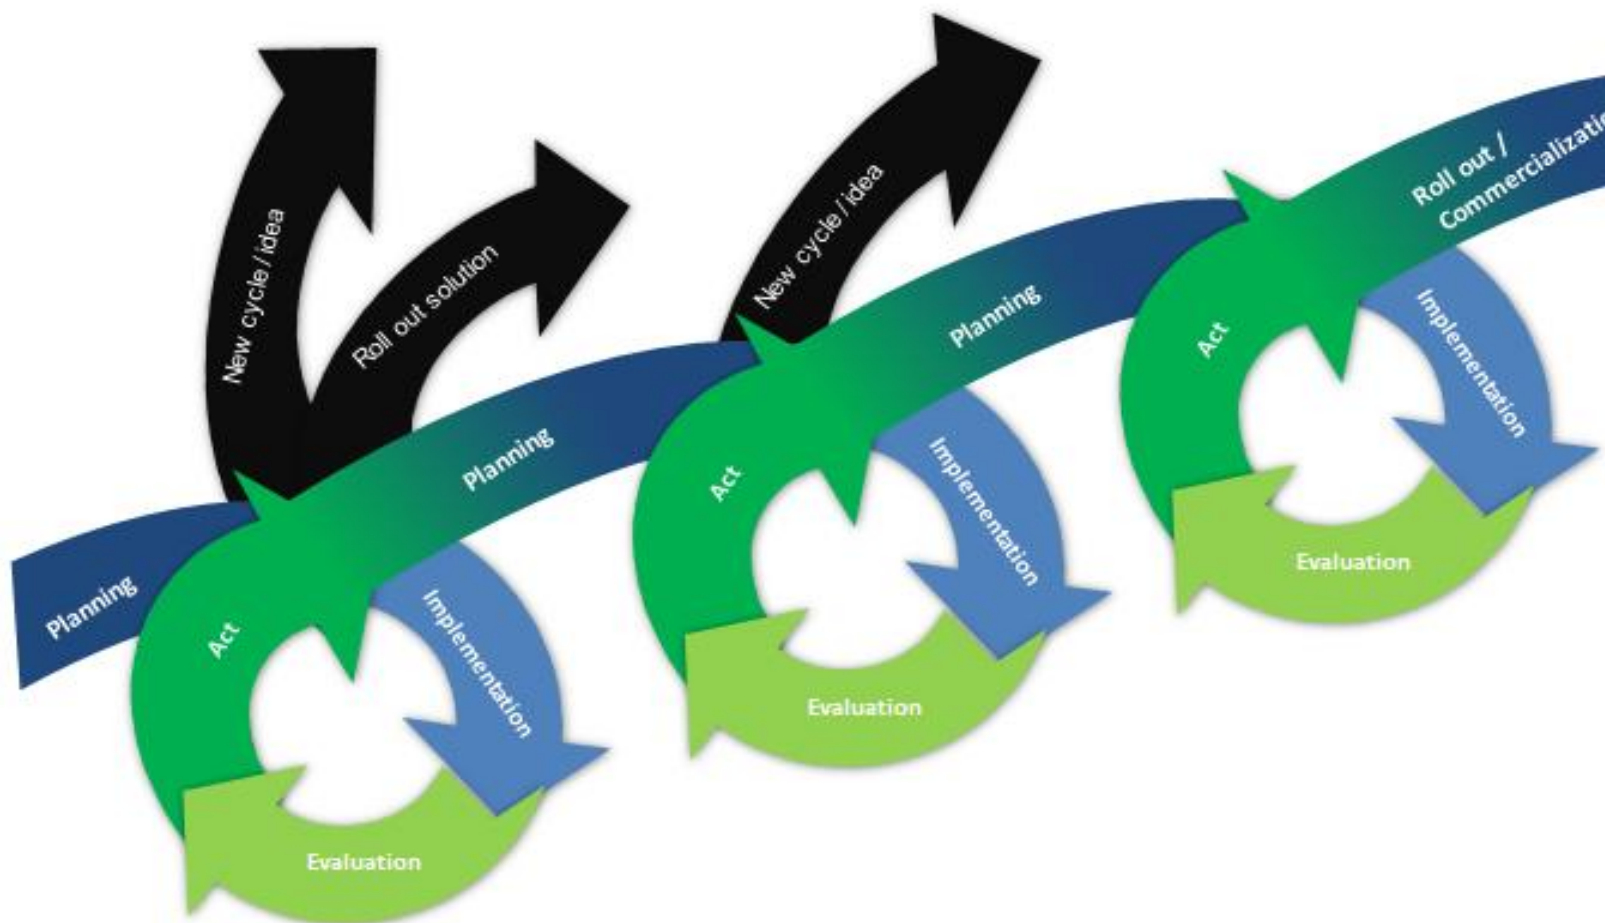 New cycle / idea
Roll out solution
New cycle / idea
Roll out /
Commercializatio
Planning
Planning
Planning
Act
Implementation
Evaluation
Act
Implementation
Evaluation
Act
Implementation
Evaluation